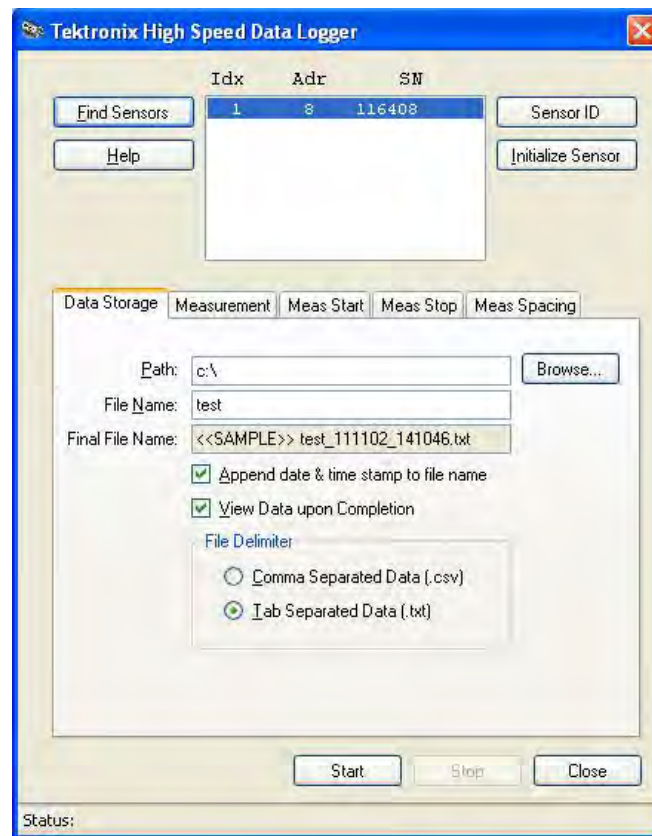 Tektronix High Speed Data Logger
Idx Adr SN
Find Sensors
1 8 116408
Sensor ID
Help
Initialize Sensor
Data Storage Measurement Meas Start Meas Stop Meas Spacing
Path: c:\ Browse...
File Name: test
Final File Name: <<SAMPLE>> test_111102_141046.txt
Append date & time stamp to file name
View Data upon Completion
File Delimiter
Comma Separated Data (.csv)
Tab Separated Data (.txt)
Start Stop Close
Status: